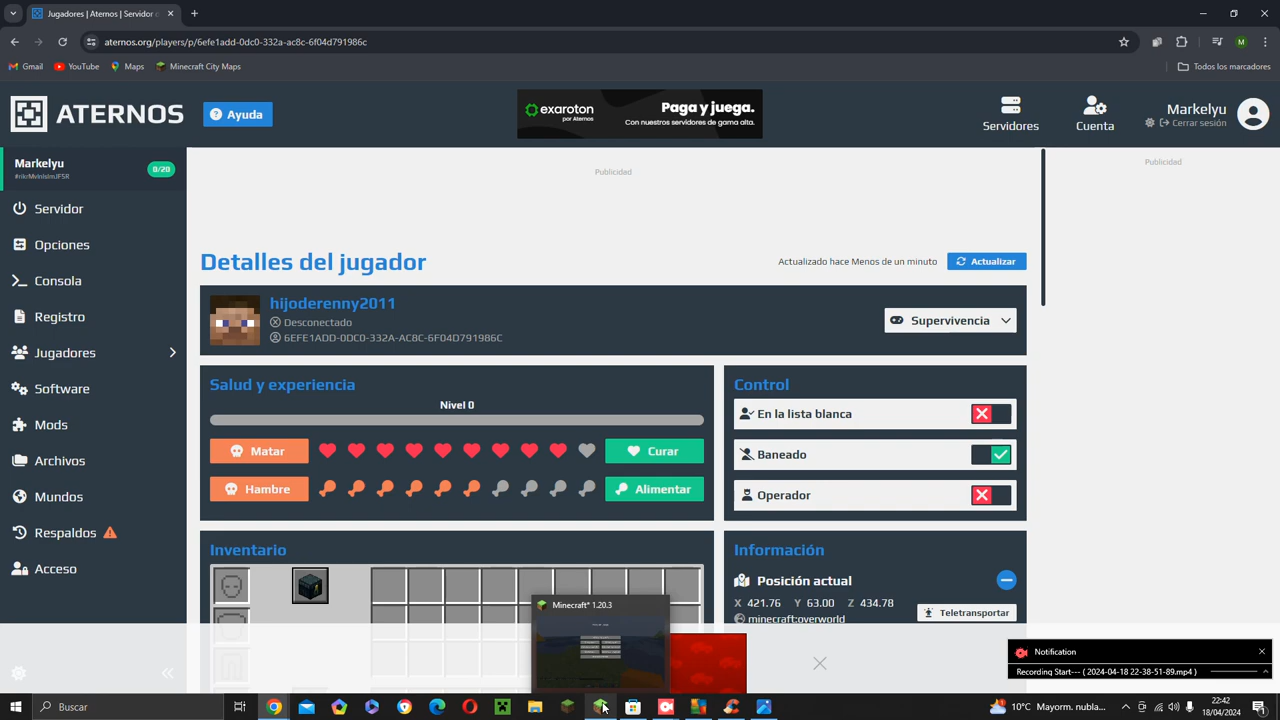 Jugadores | Aternos | Servidor d
aternos.org/players/p/6efe1add-0dc0-332a-ac8c-6f04d791986c
Gmail
YouTube
Maps
Minecraft City Maps
Todos los marcadores
M
ATERNOS
Ayuda
exaroton
por Aternos
Paga y juega.
Con nuestros servidores de gama alta.
Servidores
Cuenta
Markelyu
Cerrar sesión
Markelyu
0/20
Servidor
Opciones
Consola
Registro
Jugadores
Software
Mods
Archivos
Mundos
Respaldos
Acceso
Publicidad
Publicidad
Detalles del jugador
Actualizado hace Menos de un minuto
Actualizar
hijoderenny2011
Desconectado
6EFE1ADD-0DC0-332A-AC8C-6F04D791986C
Supervivencia
Salud y experiencia
Nivel 0
Matar
Curar
Hambre
Alimentar
Control
En la lista blanca
Baneado
Operador
Inventario
Información
Posición actual
X 421.76 Y 63.00 Z 434.78
minecraft:overworld
Teletransportar
Minecraft* 1.20.3
Notification
Recording Start--- ( 2024-04-18 22-38-51-89.mp4 )
Buscar
10°C Mayorm. nubla...
22:42
18/04/2024